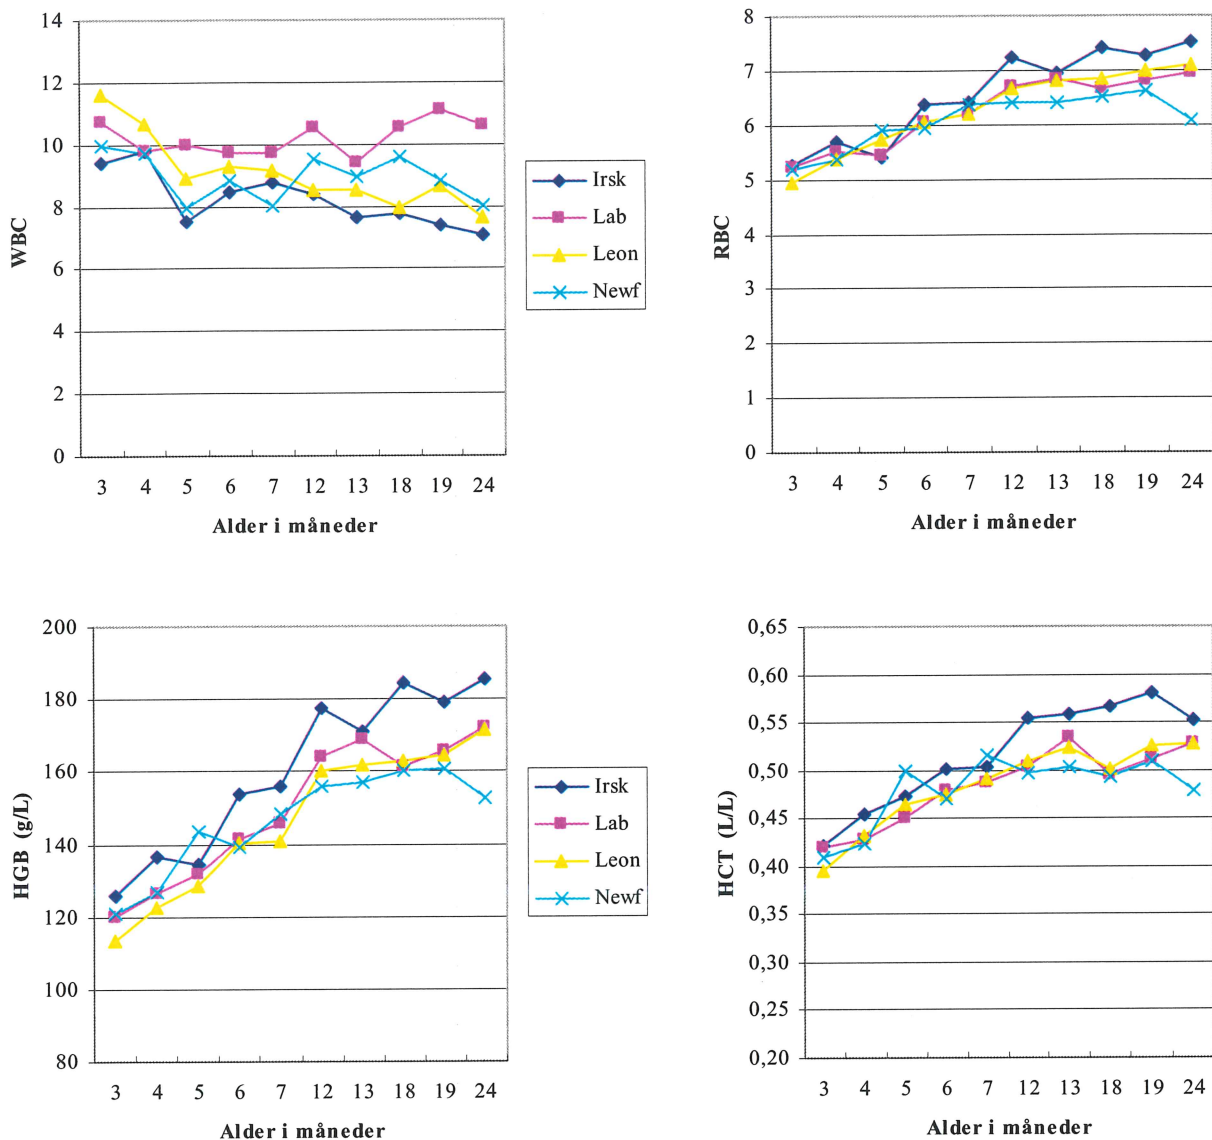 14
12
10
8
6
4
2
0
WBC
3 4 5 6 7 12 13 18 19 24
Alder i måneder
Irsk
Lab
Leon
Newf
8
7
6
5
4
3
2
1
0
RBC
3 4 5 6 7 12 13 18 19 24
Alder i måneder
200
180
160
140
120
100
80
HGB (g/L)
3 4 5 6 7 12 13 18 19 24
Alder i måneder
Irsk
Lab
Leon
Newf
0,65
0,60
0,55
0,50
0,45
0,40
0,35
0,30
0,25
0,20
HCT (L/L)
3 4 5 6 7 12 13 18 19 24
Alder i måneder